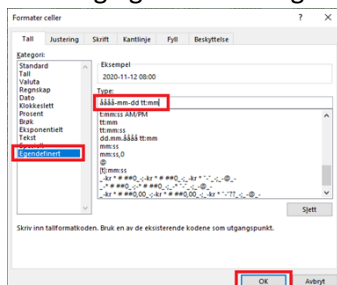 Formater celler ? ×
Tall Justering Skrift Kantlinje Fyll Beskyttelse
Kategori:
Standard
Tall
Valuta
Regnskap
Dato
Klokkeslett
Prosent
Brøk
Eksponentielt
Tekst
Spesiell
Egendefinert
Eksempel
2020-11-12 08:00
Type:
åååå-mm-dd tt:mm
t:mm:ss AM/PM
tt:mm
tt:mm:ss
dd.mm.åååå tt:mm
mm:ss
mm:ss,0
@
[t]:mm:ss
Slett
Skriv inn tallformatkoden. Bruk en av de eksisterende kodene som utgangspunkt.
OK Avbryt